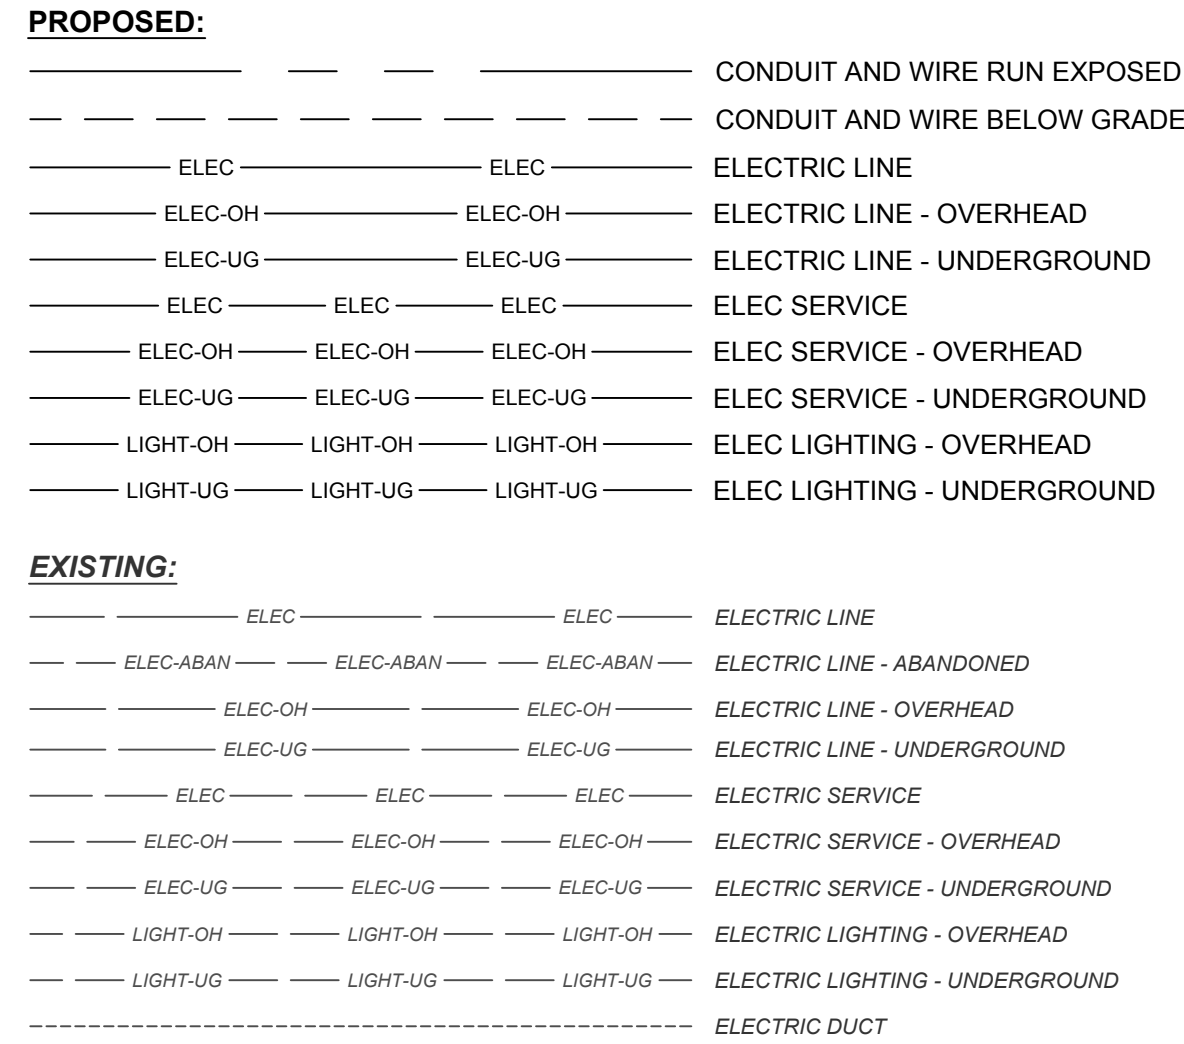 PROPOSED:
CONDUIT AND WIRE RUN EXPOSED
CONDUIT AND WIRE BELOW GRADE
ELEC ELEC ELECTRIC LINE
ELEC-OH ELEC-OH ELECTRIC LINE - OVERHEAD
ELEC-UG ELEC-UG ELECTRIC LINE - UNDERGROUND
ELEC ELEC ELEC ELEC SERVICE
ELEC-OH ELEC-OH ELEC-OH ELEC SERVICE - OVERHEAD
ELEC-UG ELEC-UG ELEC-UG ELEC SERVICE - UNDERGROUND
LIGHT-OH LIGHT-OH LIGHT-OH ELEC LIGHTING - OVERHEAD
LIGHT-UG LIGHT-UG LIGHT-UG ELEC LIGHTING - UNDERGROUND
EXISTING:
ELEC ELEC ELECTRIC LINE
ELEC-ABAN ELEC-ABAN ELEC-ABAN ELECTRIC LINE - ABANDONED
ELEC-OH ELEC-OH ELECTRIC LINE - OVERHEAD
ELEC-UG ELEC-UG ELECTRIC LINE - UNDERGROUND
ELEC ELEC ELEC ELECTRIC SERVICE
ELEC-OH ELEC-OH ELEC-OH ELECTRIC SERVICE - OVERHEAD
ELEC-UG ELEC-UG ELEC-UG ELECTRIC SERVICE - UNDERGROUND
LIGHT-OH LIGHT-OH LIGHT-OH ELECTRIC LIGHTING - OVERHEAD
LIGHT-UG LIGHT-UG LIGHT-UG ELECTRIC LIGHTING - UNDERGROUND
ELECTRIC DUCT